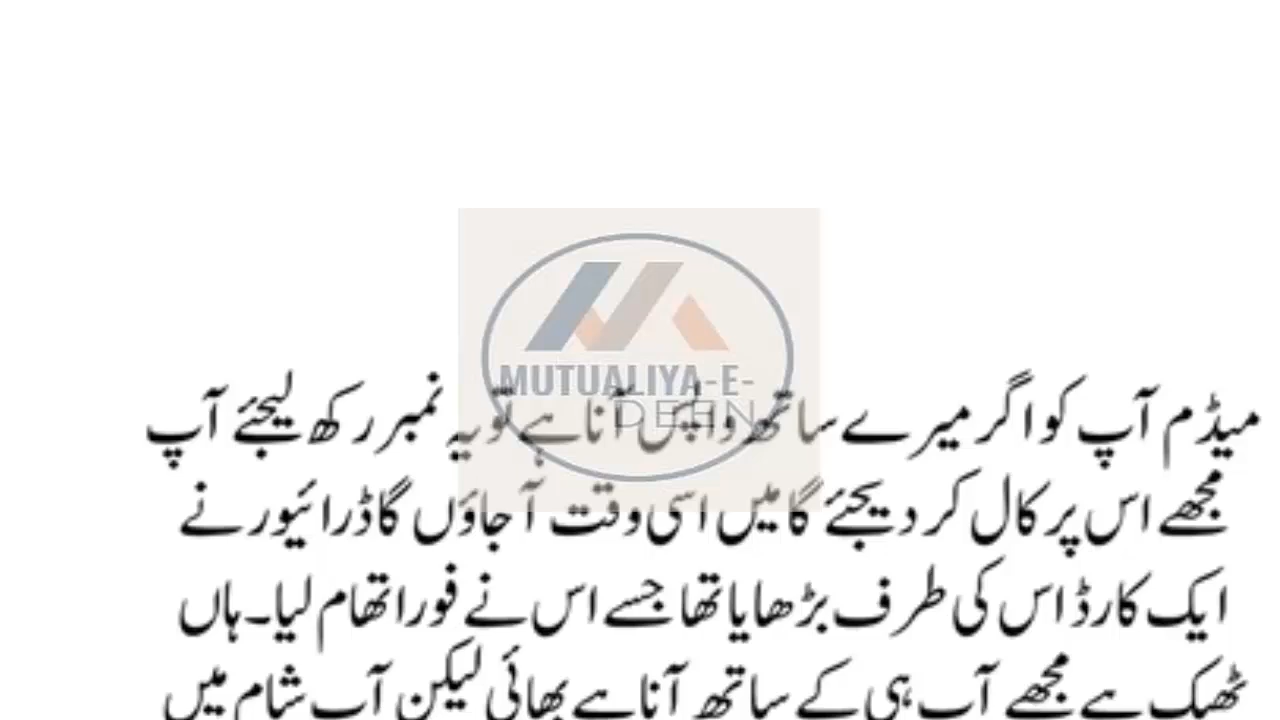 MUTUALIYA-E-
DEEN
میڈم آپ کو اگر میرے ساتھ واپس آنا ہے تو یہ نمبر رکھ لیجئے آپ
مجھے اس پر کال کر دیجئے گا میں اسی وقت آ جاؤں گا ڈرائیور نے
ایک کارڈ اس کی طرف بڑھایا تھا جسے اس نے فورا تھام لیا۔ ہاں
ٹھیک ہے مجھے آپ ہی کے ساتھ آنا ہے بھائی لیکن آپ شام میں